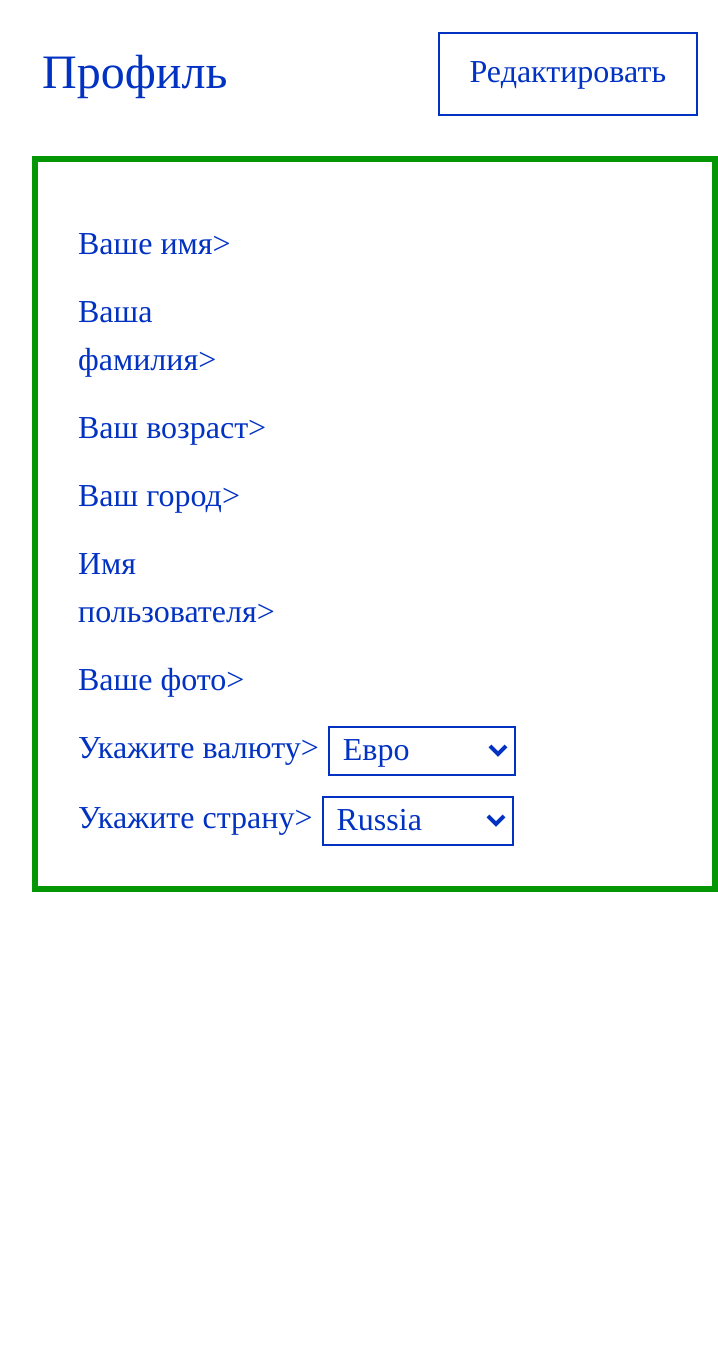 Профиль
Редактировать
Ваше имя>
Ваша
фамилия>
Ваш возраст>
Ваш город>
Имя
пользователя>
Ваше фото>
Укажите валюту> Евро
Укажите страну> Russia